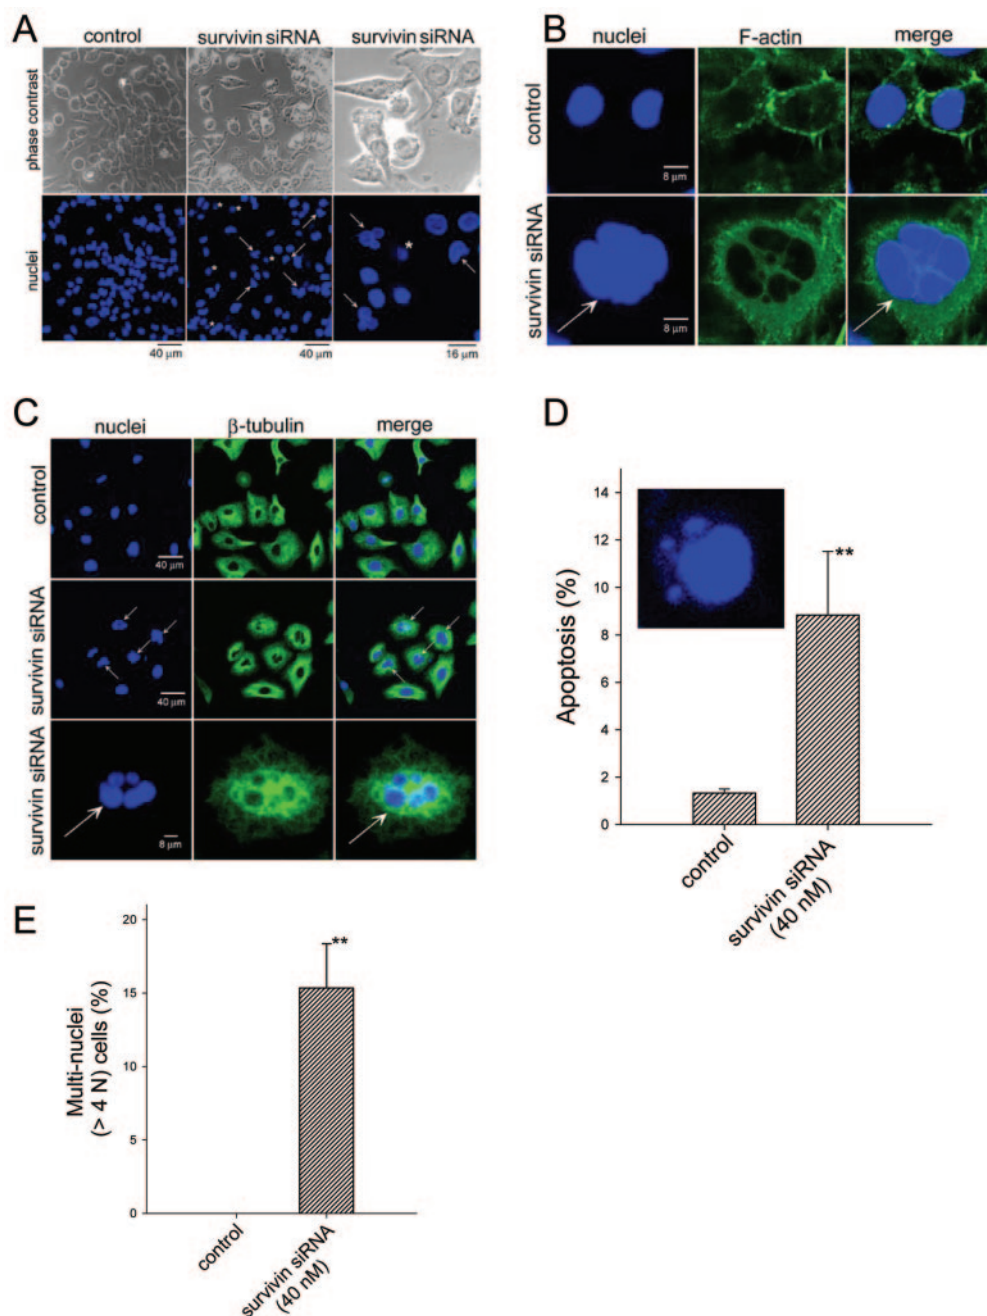 A
control
survivin siRNA
survivin siRNA
phase contrast
nuclei
*
*
*
*
*
*
40 μm
40 μm
16 μm
B
nuclei
F-actin
merge
control
8 μm
survivin siRNA
8 μm
C
nuclei
β-tubulin
merge
control
40 μm
survivin siRNA
40 μm
survivin siRNA
8 μm
D
Apoptosis (%)
14
12
10
8
6
4
2
0
**
control
survivin siRNA
(40 nM)
E
Multi-nuclei
(> 4 N) cells (%)
20
15
10
5
0
**
control
survivin siRNA
(40 nM)